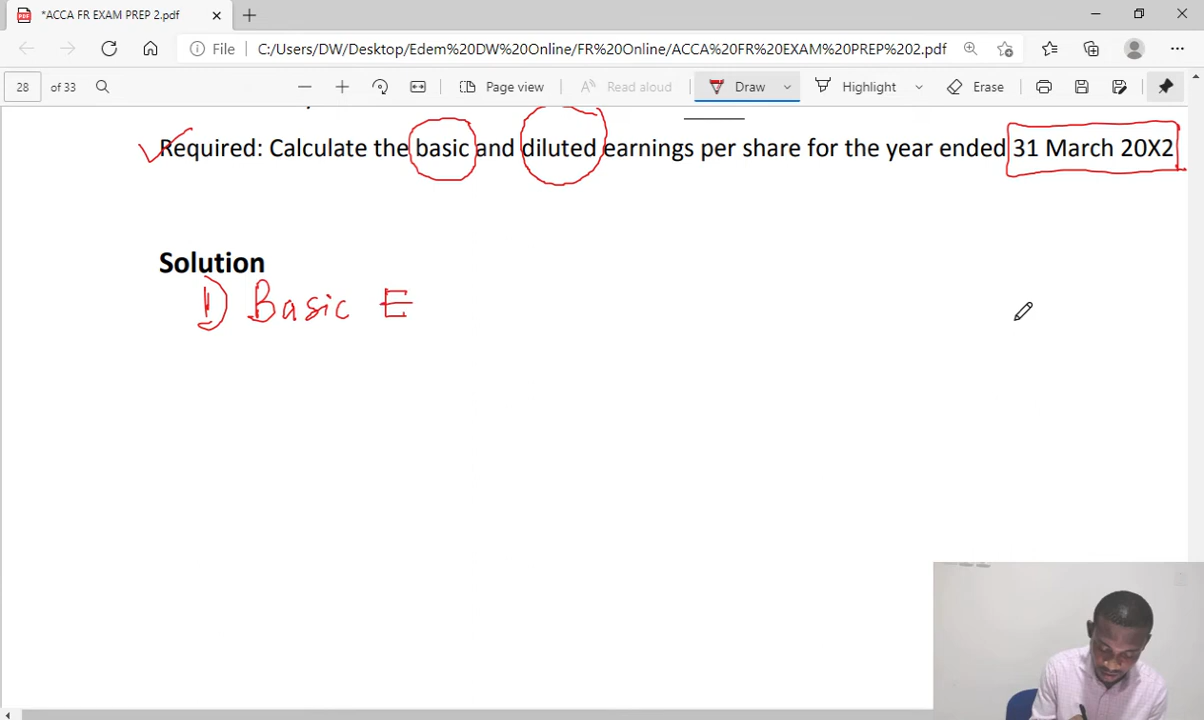 *ACCA FR EXAM PREP 2.pdf
File C:/Users/DW/Desktop/Edem%20DW%20Online/FR%20Online/ACCA%20FR%20EXAM%20PREP%202.pdf
28 of 33 Page view Read aloud Draw Highlight Erase
Required: Calculate the basic and diluted earnings per share for the year ended 31 March 20X2
Solution
1) Basic E